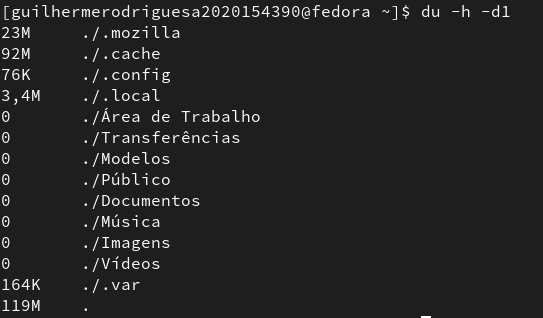 [guilhermerodriguesa2020154390@fedora ~]$ du -h -d1
23M     ./.mozilla
92M     ./.cache
76K     ./.config
3,4M    ./.local
0       ./Área de Trabalho
0       ./Transferências
0       ./Modelos
0       ./Público
0       ./Documentos
0       ./Música
0       ./Imagens
0       ./Vídeos
164K    ./.var
119M    .